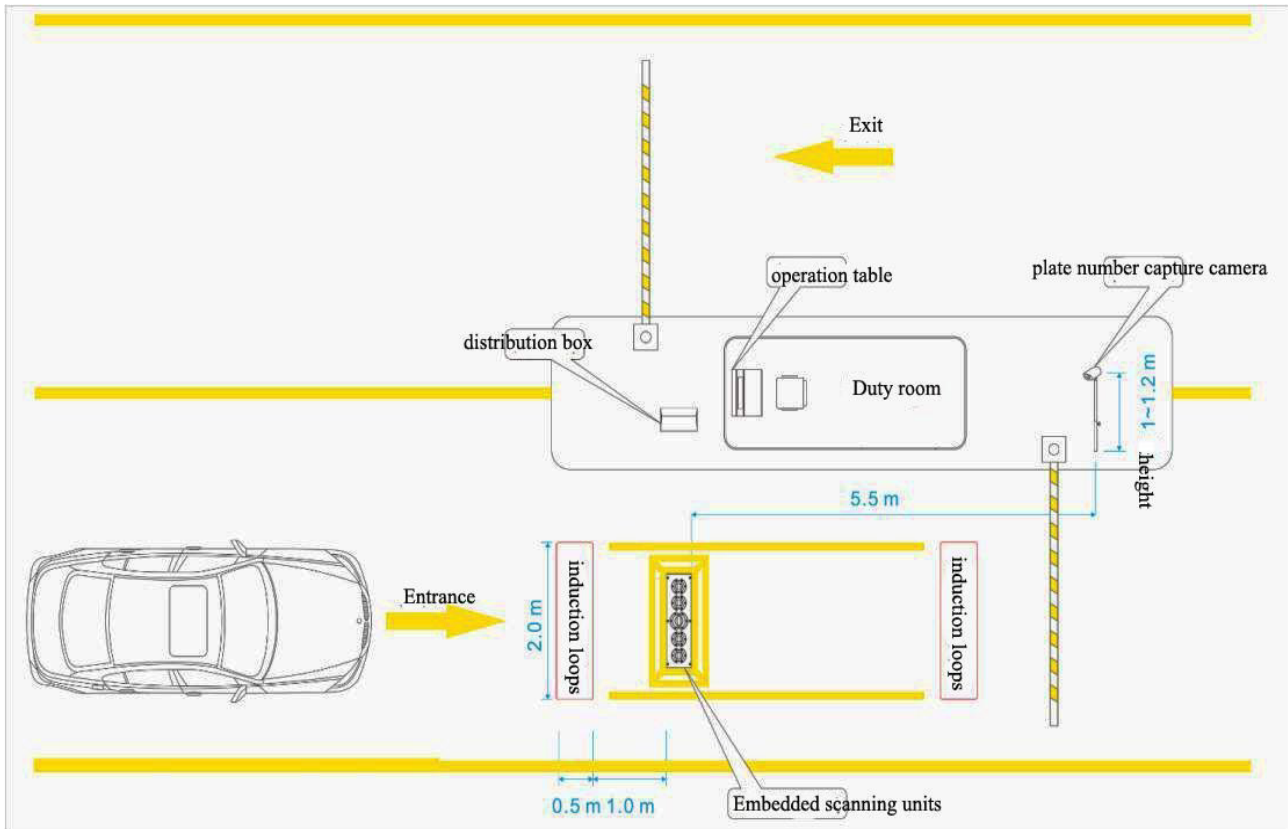 Exit
operation table
plate number capture camera
distribution box
Duty room
1~1.2 m
height
5.5 m
Entrance
2.0 m
induction loops
induction loops
0.5 m 1.0 m
Embedded scanning units